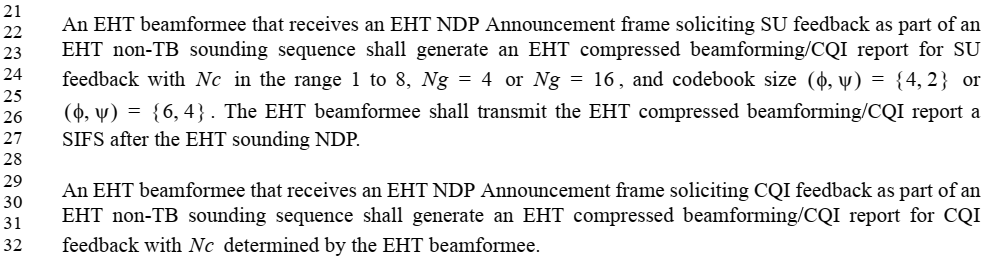 21
22 An EHT beamformee that receives an EHT NDP Announcement frame soliciting SU feedback as part of an
23 EHT non-TB sounding sequence shall generate an EHT compressed beamforming/CQI report for SU
24 feedback with Nc in the range 1 to 8, Ng = 4 or Ng = 16, and codebook size (ϕ, ψ) = {4, 2} or
25
26 (ϕ, ψ) = {6, 4}. The EHT beamformee shall transmit the EHT compressed beamforming/CQI report a
27 SIFS after the EHT sounding NDP.
28
29 An EHT beamformee that receives an EHT NDP Announcement frame soliciting CQI feedback as part of an
30
31 EHT non-TB sounding sequence shall generate an EHT compressed beamforming/CQI report for CQI
32 feedback with Nc determined by the EHT beamformee.